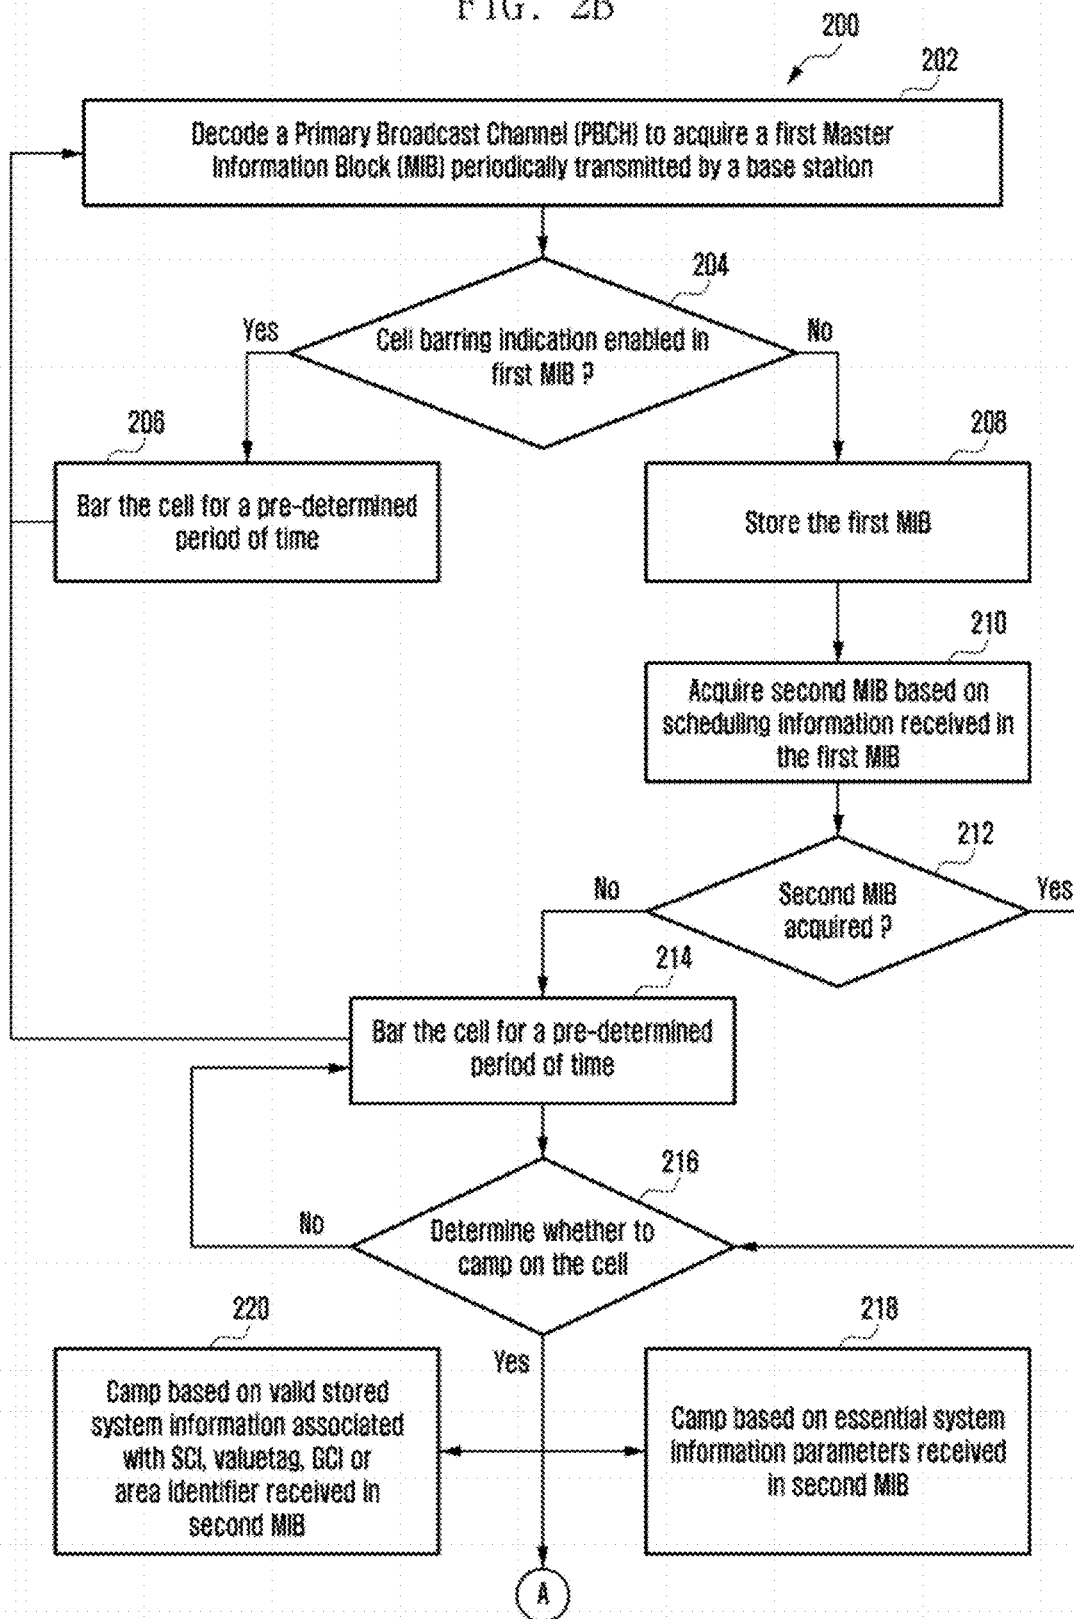 FIG. 2B
200
202
Decode a Primary Broadcast Channel (PBCH) to acquire a first Master
Information Block (MIB) periodically transmitted by a base station
204
Yes
Cell barring indication enabled in
first MIB ?
No
206
208
Bar the cell for a pre-determined
period of time
Store the first MIB
210
Acquire second MIB based on
scheduling information received in
the first MIB
212
No
Second MIB
acquired ?
Yes
214
Bar the cell for a pre-determined
period of time
216
No
Determine whether to
camp on the cell
220
218
Yes
Camp based on valid stored
system information associated
with SCI, valuetag, GCI or
area identifier received in
second MIB
Camp based on essential system
information parameters received
in second MIB
A